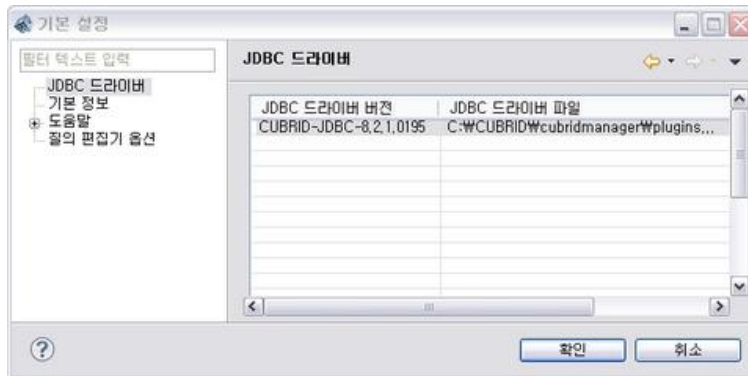 기본 설정
필터 텍스트 입력
JDBC 드라이버
기본 정보
도움말
질의 편집기 옵션
JDBC 드라이버
JDBC 드라이버 버전 JDBC 드라이버 파일
CUBRID-JDBC-8,2,1,0195 C:₩CUBRID₩cubridmanager₩plugins...
확인 취소